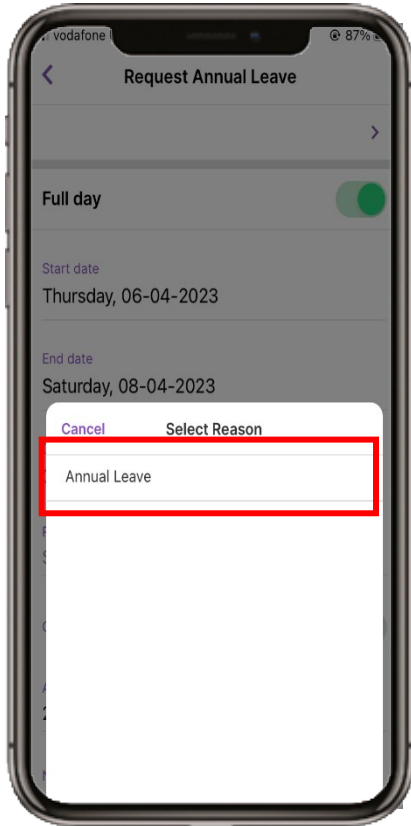 vodafone
87%
Request Annual Leave
Full day
Start date
Thursday, 06-04-2023
End date
Saturday, 08-04-2023
Cancel Select Reason
Annual Leave